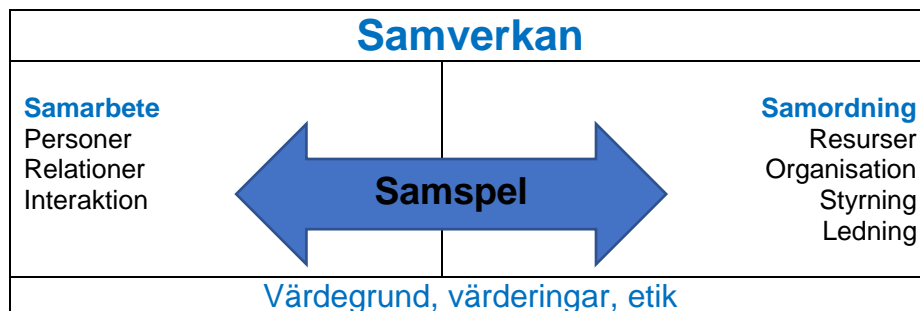 Samverkan
Samarbete
Personer
Relationer
Interaktion
Samspel
Samordning
Resurser
Organisation
Styrning
Ledning
Värdegrund, värderingar, etik